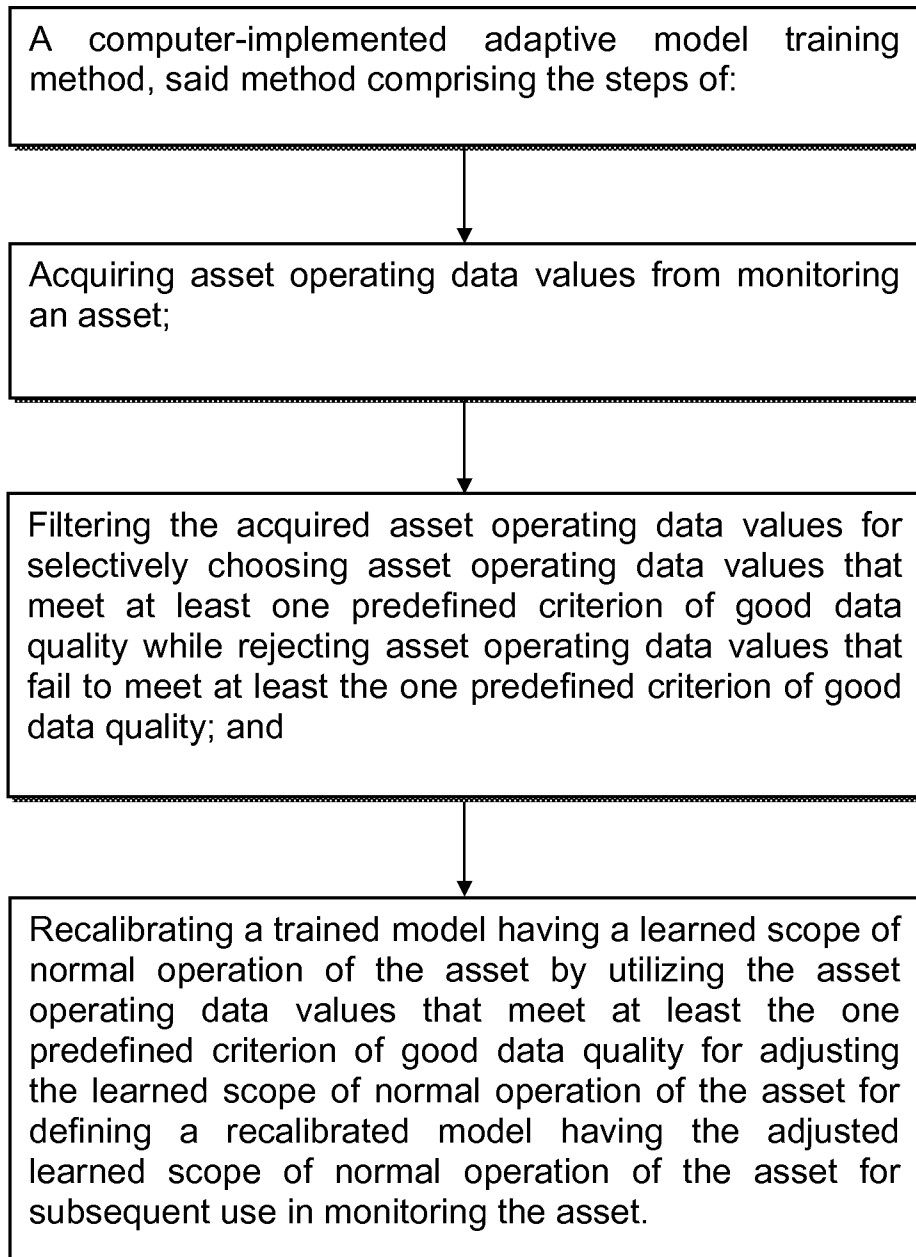 A computer-implemented adaptive model training
method, said method comprising the steps of:
Acquiring asset operating data values from monitoring
an asset;
Filtering the acquired asset operating data values for
selectively choosing asset operating data values that
meet at least one predefined criterion of good data
quality while rejecting asset operating data values that
fail to meet at least the one predefined criterion of good
data quality; and
Recalibrating a trained model having a learned scope of
normal operation of the asset by utilizing the asset
operating data values that meet at least the one
predefined criterion of good data quality for adjusting
the learned scope of normal operation of the asset for
defining a recalibrated model having the adjusted
learned scope of normal operation of the asset for
subsequent use in monitoring the asset.